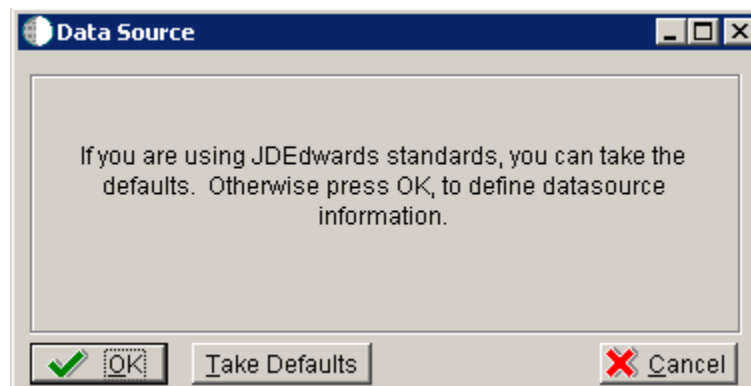 Data Source
If you are using JDEdwards standards, you can take the
defaults. Otherwise press OK, to define datasource
information.
OK
Take Defaults
Cancel